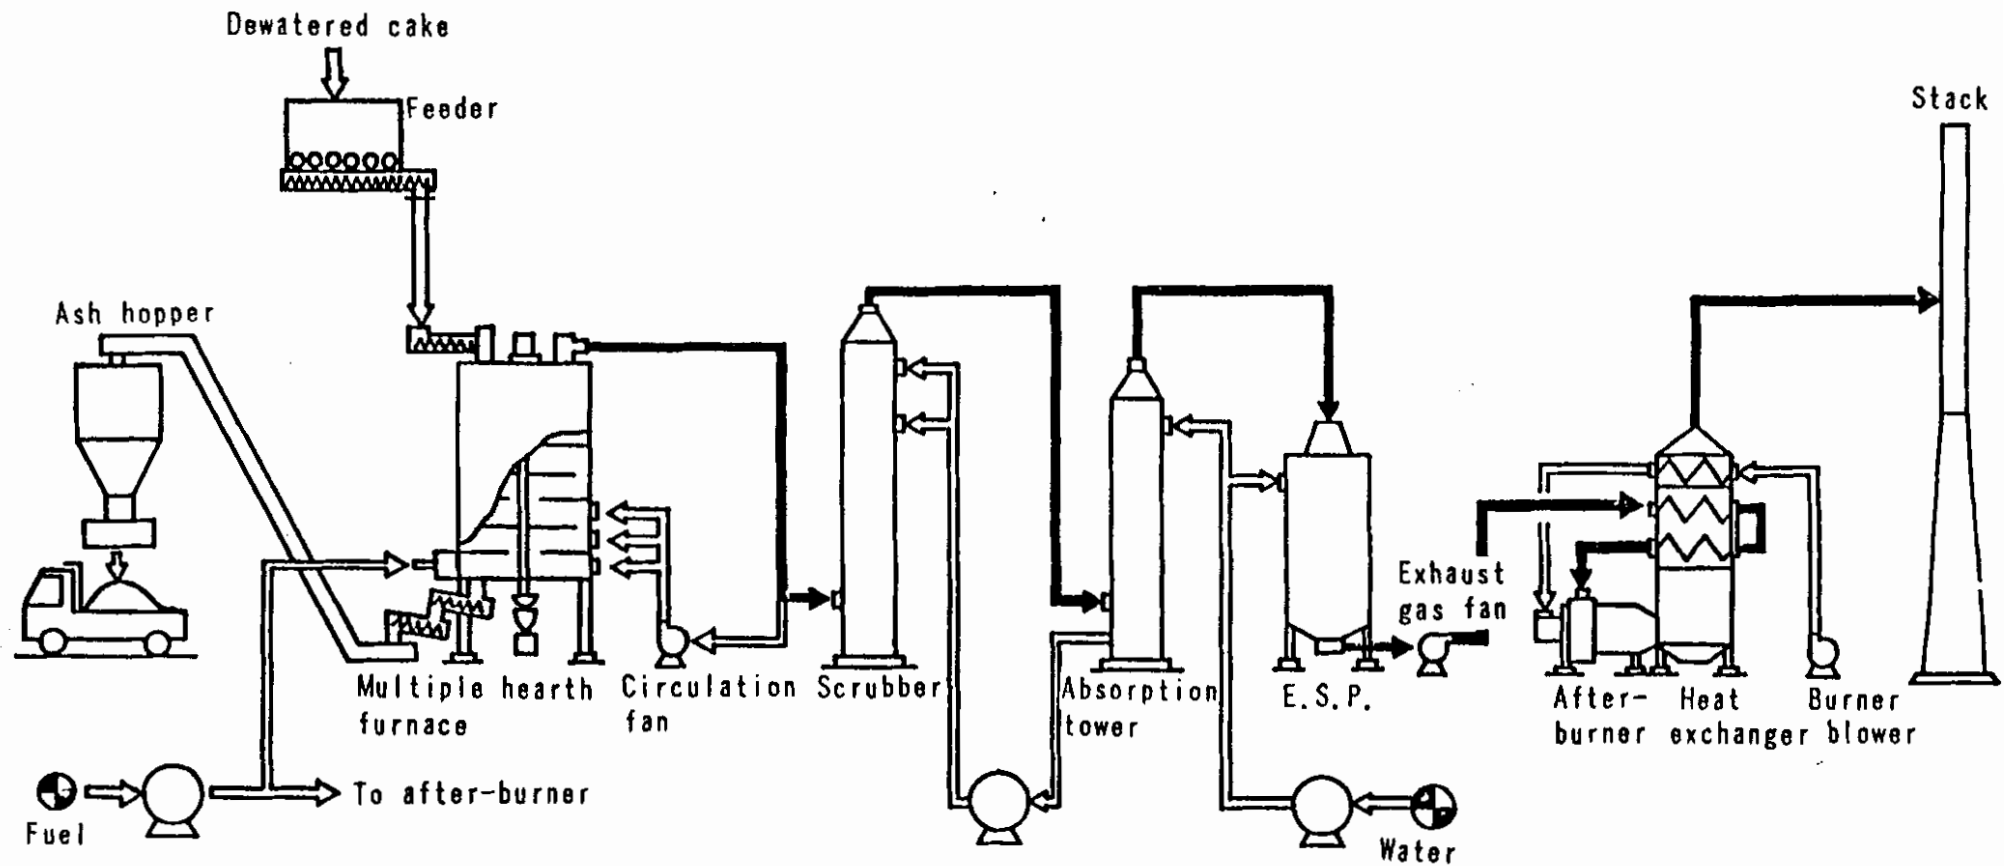 Dewatered cake
Feeder
Stack
Ash hopper
Exhaust
gas fan
Multiple hearth
furnace
Circulation
fan
Scrubber
Absorption
tower
E.S.P.
After-
burner
Heat
exchanger
Burner
blower
To after-burner
Fuel
Water